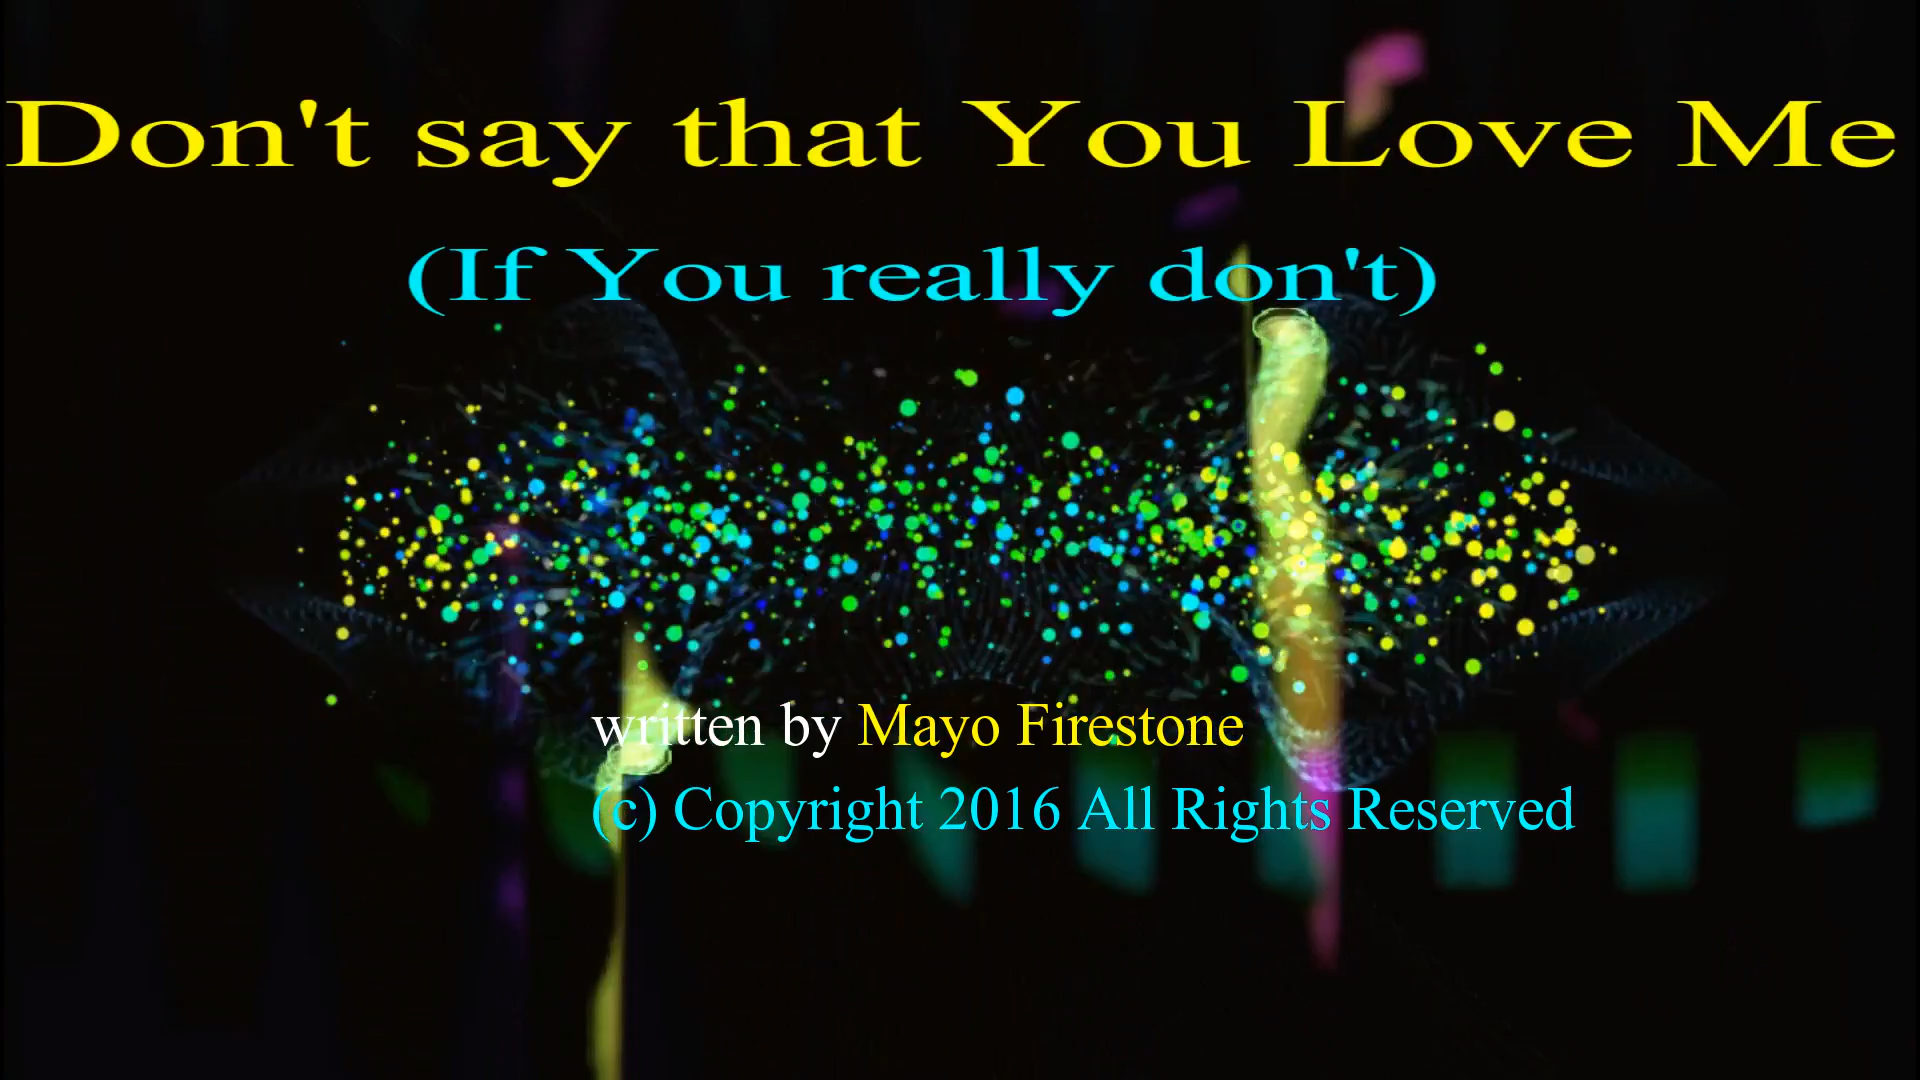 Don't say that You Love Me
(If You really don't)
written by Mayo Firestone
(c) Copyright 2016 All Rights Reserved